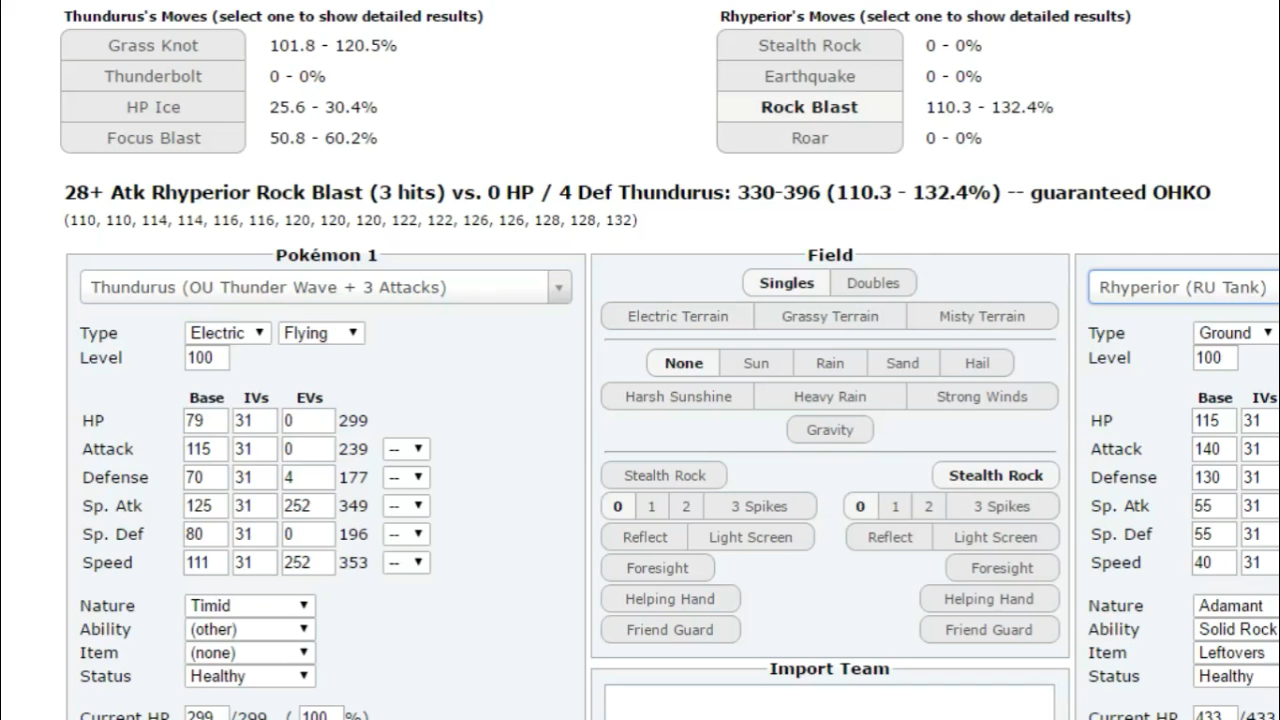 Thundurus's Moves (select one to show detailed results) Rhyperior's Moves (select one to show detailed results)
Grass Knot 101.8 - 120.5% Stealth Rock 0 - 0%
Thunderbolt 0 - 0% Earthquake 0 - 0%
HP Ice 25.6 - 30.4% Rock Blast 110.3 - 132.4%
Focus Blast 50.8 - 60.2% Roar 0 - 0%
28+ Atk Rhyperior Rock Blast (3 hits) vs. 0 HP / 4 Def Thundurus: 330-396 (110.3 - 132.4%) -- guaranteed OHKO
(110, 110, 114, 114, 116, 116, 120, 120, 120, 122, 122, 126, 126, 128, 128, 132)
Pokémon 1 Field
Thundurus (OU Thunder Wave + 3 Attacks) Singles Doubles Rhyperior (RU Tank)
Electric Terrain Grassy Terrain Misty Terrain
Type Electric Flying Type Ground
Level 100 None Sun Rain Sand Hail Level 100
Base IVs EVs Harsh Sunshine Heavy Rain Strong Winds Base IVs
HP 79 31 0 299 Gravity HP 115 31
Attack 115 31 0 239 -- Attack 140 31
Defense 70 31 4 177 -- Stealth Rock Stealth Rock Defense 130 31
Sp. Atk 125 31 252 349 -- 0 1 2 3 Spikes 0 1 2 3 Spikes Sp. Atk 55 31
Sp. Def 80 31 0 196 -- Reflect Light Screen Reflect Light Screen Sp. Def 55 31
Speed 111 31 252 353 -- Foresight Foresight Speed 40 31
Nature Timid Helping Hand Helping Hand Nature Adamant
Ability (other) Friend Guard Friend Guard Ability Solid Rock
Item (none) Item Leftovers
Status Healthy Import Team Status Healthy
Current HP 299 /299 ( 100 %) Current HP 433 /433